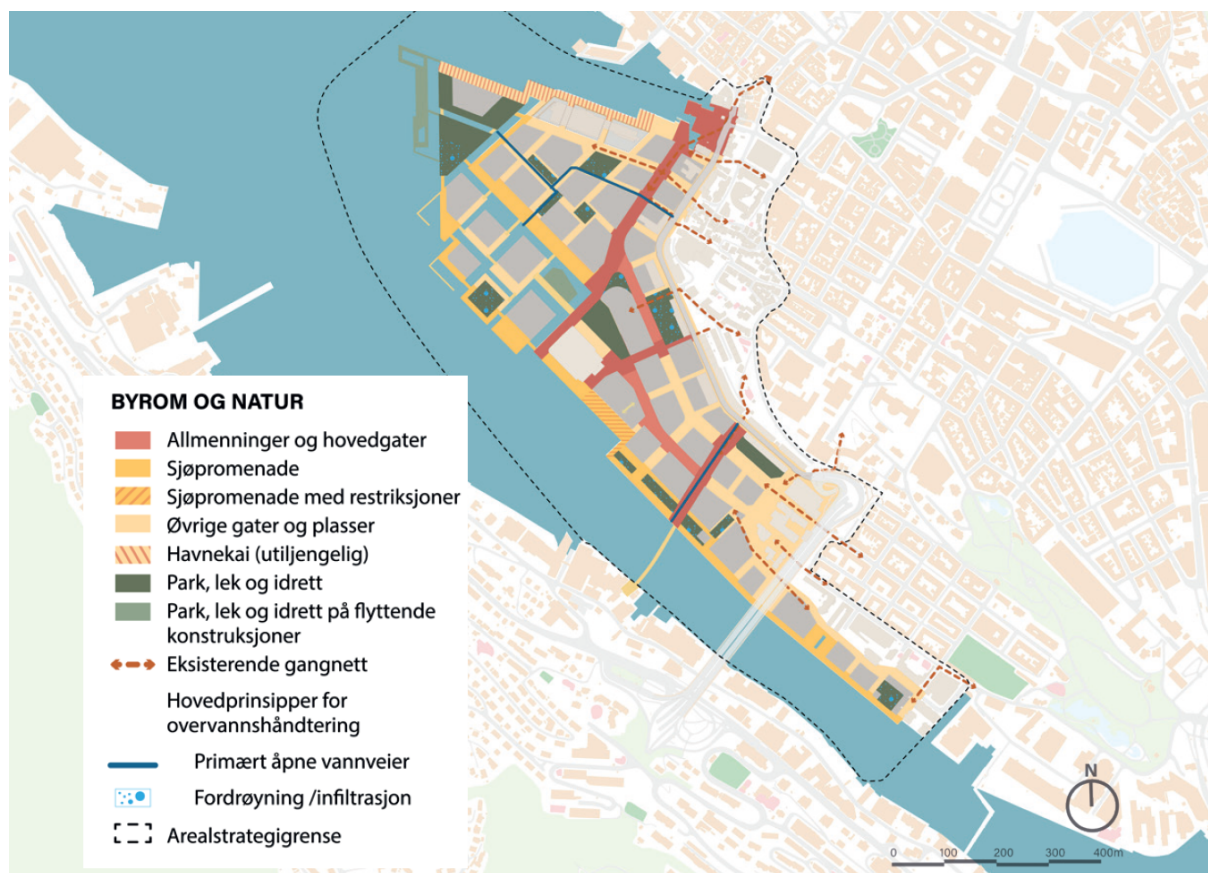 BYROM OG NATUR
Allmenninger og hovedgater
Sjøpromenade
Sjøpromenade med restriksjoner
Øvrige gater og plasser
Havnekai (utiljengelig)
Park, lek og idrett
Park, lek og idrett på flyttende
konstruksjoner
Eksisterende gangnett
Hovedprinsipper for
overvannshåndtering
Primært åpne vannveier
Fordrøyning /infiltrasjon
Arealstrategigrense
N
0 100 200 300 400m